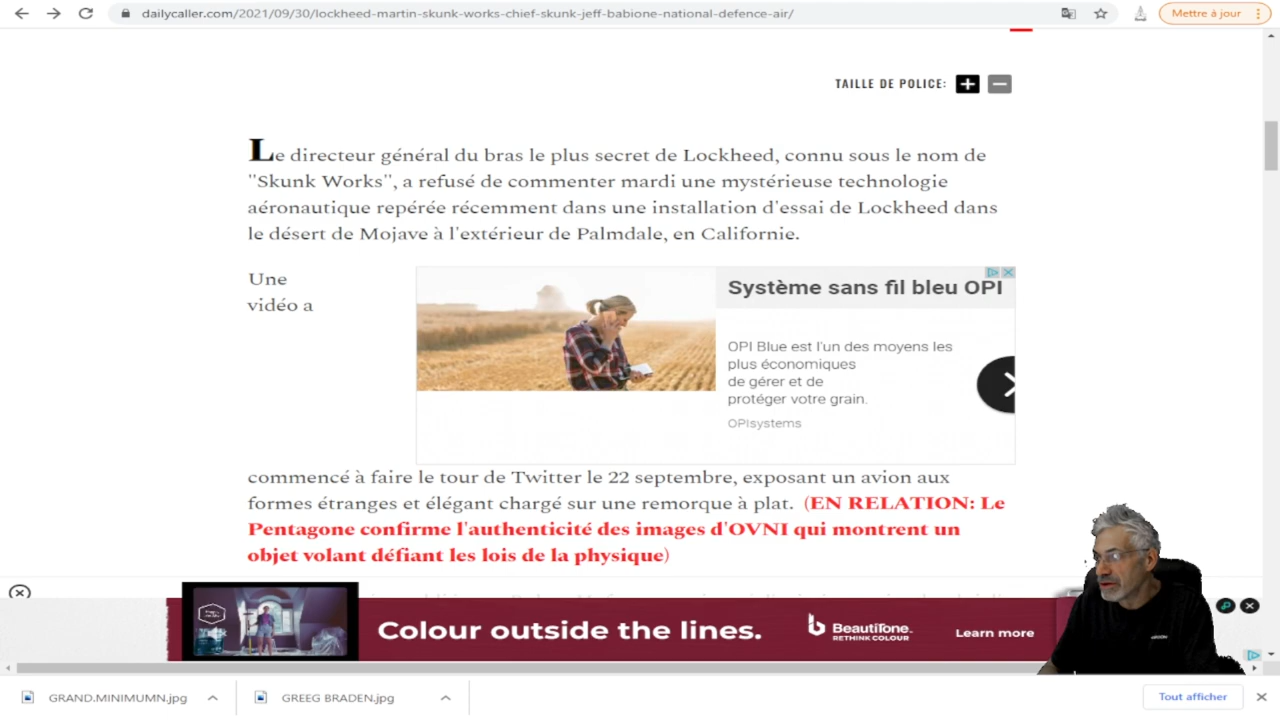 dailycaller.com/2021/09/30/lockheed-martin-skunk-works-chief-skunk-jeff-babione-national-defence-air/
Mettre à jour
TAILLE DE POLICE:
Le directeur général du bras le plus secret de Lockheed, connu sous le nom de
"Skunk Works", a refusé de commenter mardi une mystérieuse technologie
aéronautique repérée récemment dans une installation d'essai de Lockheed dans
le désert de Mojave à l'extérieur de Palmdale, en Californie.
Une
vidéo a
Système sans fil bleu OPI
OPI Blue est l'un des moyens les
plus économiques
de gérer et de
protéger votre grain.
OPIsystems
commencé à faire le tour de Twitter le 22 septembre, exposant un avion aux
formes étranges et élégant chargé sur une remorque à plat. (EN RELATION: Le
Pentagone confirme l'authenticité des images d'OVNI qui montrent un
objet volant défiant les lois de la physique)
Colour outside the lines.
BeautiTone
RETHINK COLOUR
Learn more
GRAND.MINIMUMN.jpg
GREEG BRADEN.jpg
Tout afficher